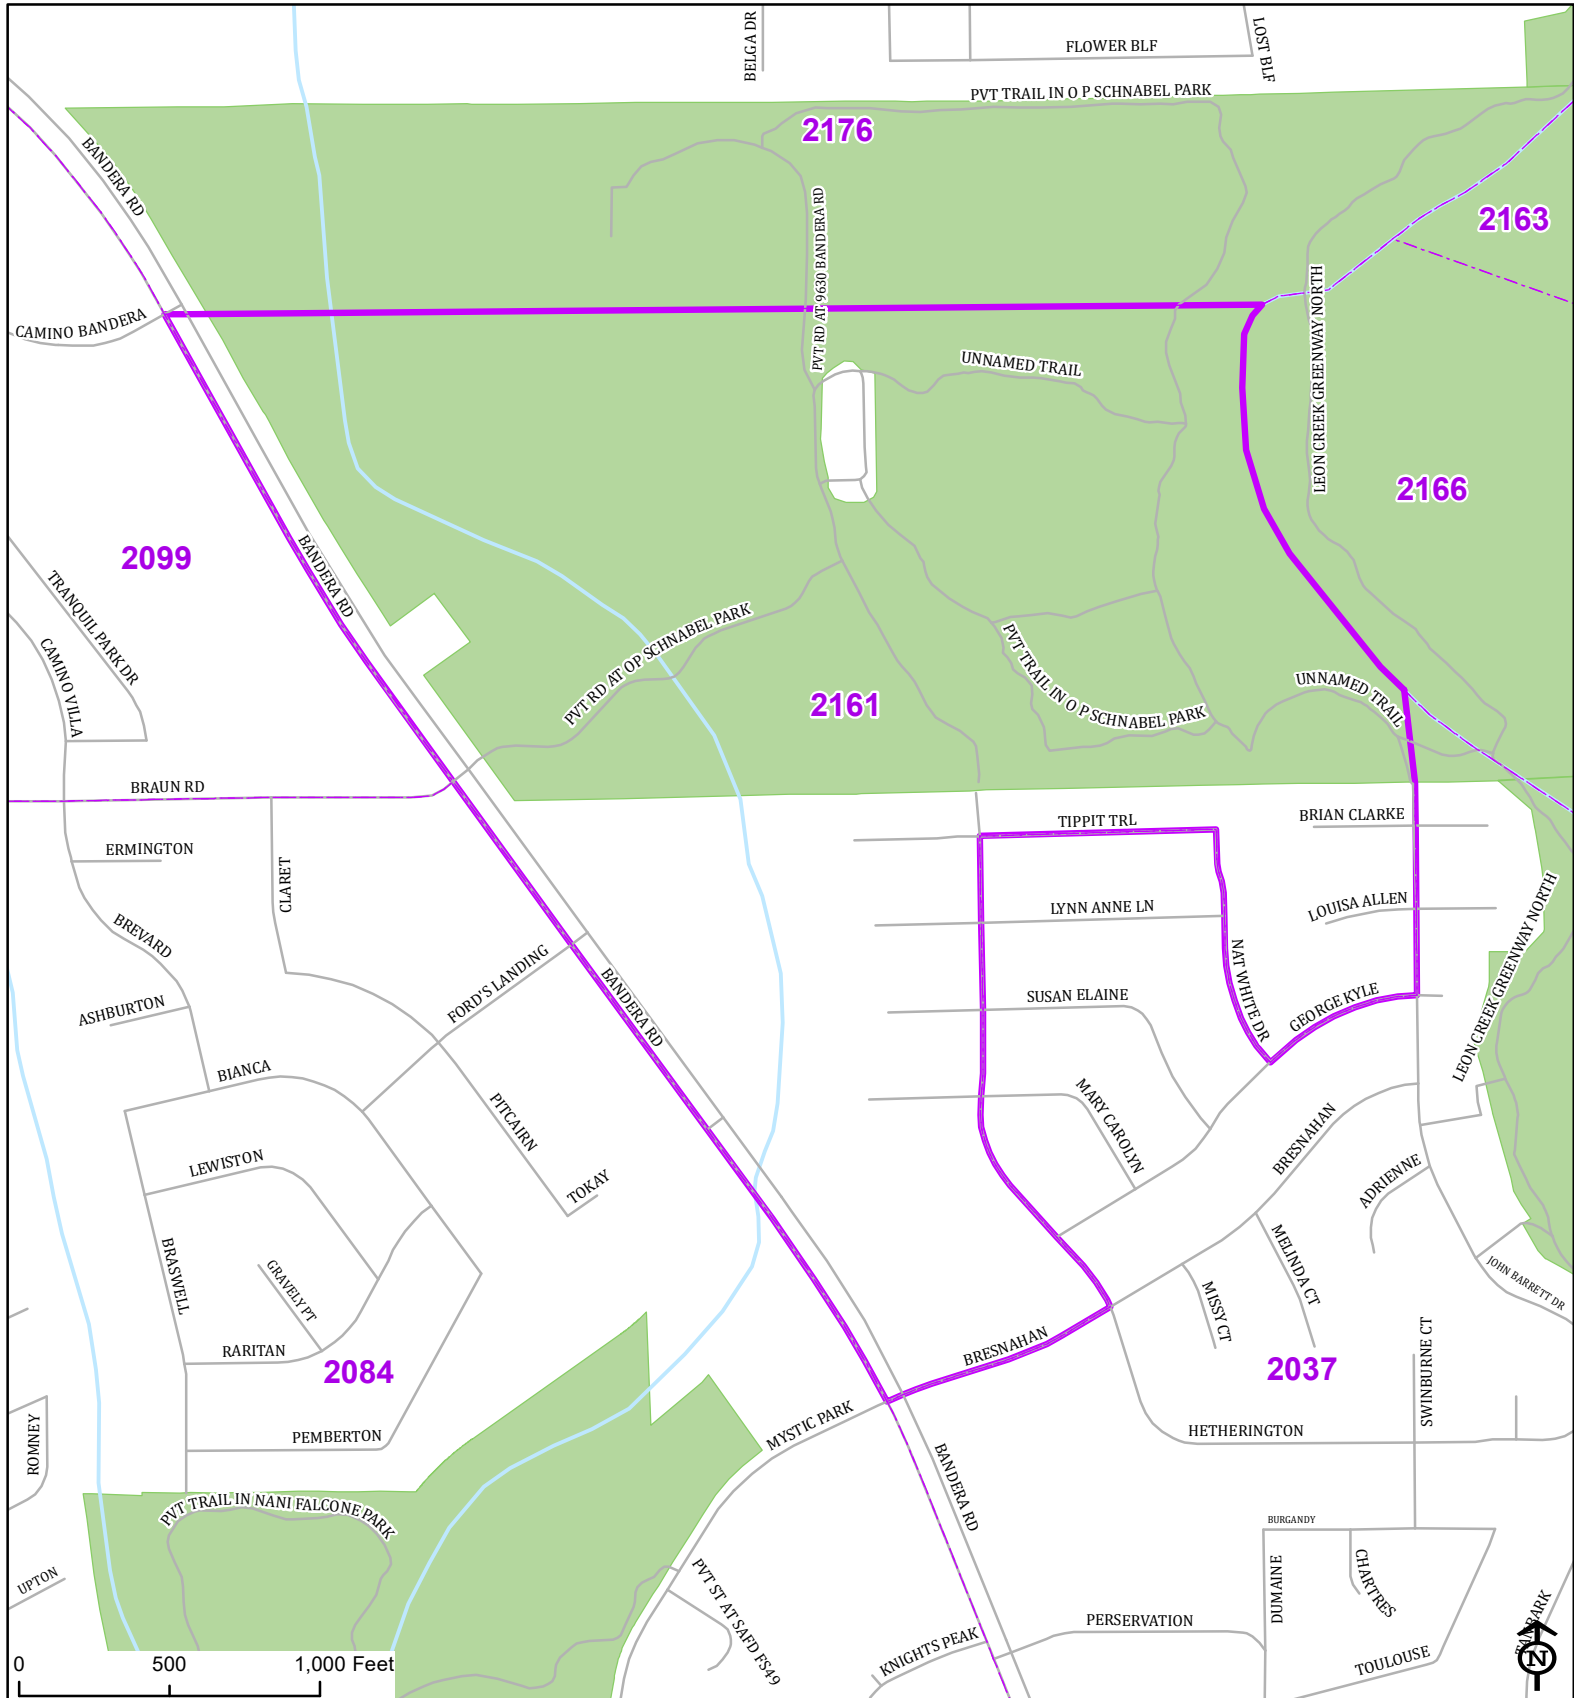 BELGA DR
FLOWER BLF
LOST BLF
PVT TRAIL IN O P SCHNABEL PARK
2176
BANDERA RD
2163
PVT RD AT 9630 BANDERA RD
LEON CREEK GREENWAY NORTH
CAMINO BANDERA
UNNAMED TRAIL
2166
2099
BANDERA RD
TRANQUIL PARK DR
CAMINO VILLA
PVT RD AT OP SCHNABEL PARK
PVT TRAIL IN O P SCHNABEL PARK
UNNAMED TRAIL
2161
BRAUN RD
TIPPIT TRL
BRIAN CLARKE
ERMINGTON
CLARET
LYNN ANNE LN
LOUISA ALLEN
LEON CREEK GREENWAY NORTH
BREVARD
NAT WHITE DR
FORD'S LANDING
BANDERA RD
SUSAN ELAINE
GEORGE KYLE
ASHBURTON
BIANCA
PITCAIRN
MARY CAROLYN
BRESNAHAN
LEWISTON
TOKAY
ADRIENNE
BRASWELL
GRAVELY PT
MELINDA CT
MISSY CT
JOHN BARRETT DR
RARITAN
2084
BRESNAHAN
2037
SWINBURNE CT
MYSTIC PARK
HETHERINGTON
ROMNEY
PEMBERTON
BANDERA RD
PVT TRAIL IN NANI FALCONE PARK
BURGANDY
UPTON
PVT ST AT SAFD FS49
DUMAINE
CHARTRES
PERSERVATION
KNIGHTS PEAK
TOULOUSE
TANBARK
N
0 500 1,000 Feet